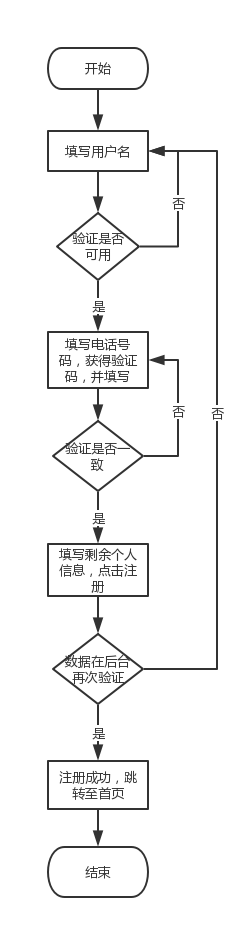 开始
填写用户名
否
验证是否
可用
是
填写电话号
码，获得验证
码，并填写
否
否
验证是否一
致
是
填写剩余个人
信息，点击注
册
数据在后台
再次验证
是
注册成功，跳
转至首页
结束